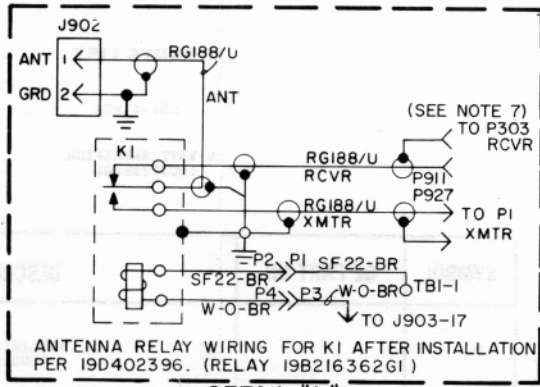 J902
ANT 1
RG188/U
GRD 2
ANT
(SEE NOTE 7)
TO P303
RCVR
K1
RG188/U
RCVR
P911
P927
RG188/U
XMTR
TO P1
XMTR
P2 P1 SF22-BR
SF22-BR
TB1-1
P4 P3 W-O-BR
W-O-BR
TO J903-17
ANTENNA RELAY WIRING FOR K1 AFTER INSTALLATION
PER 19D402396. (RELAY 19B216362G1)